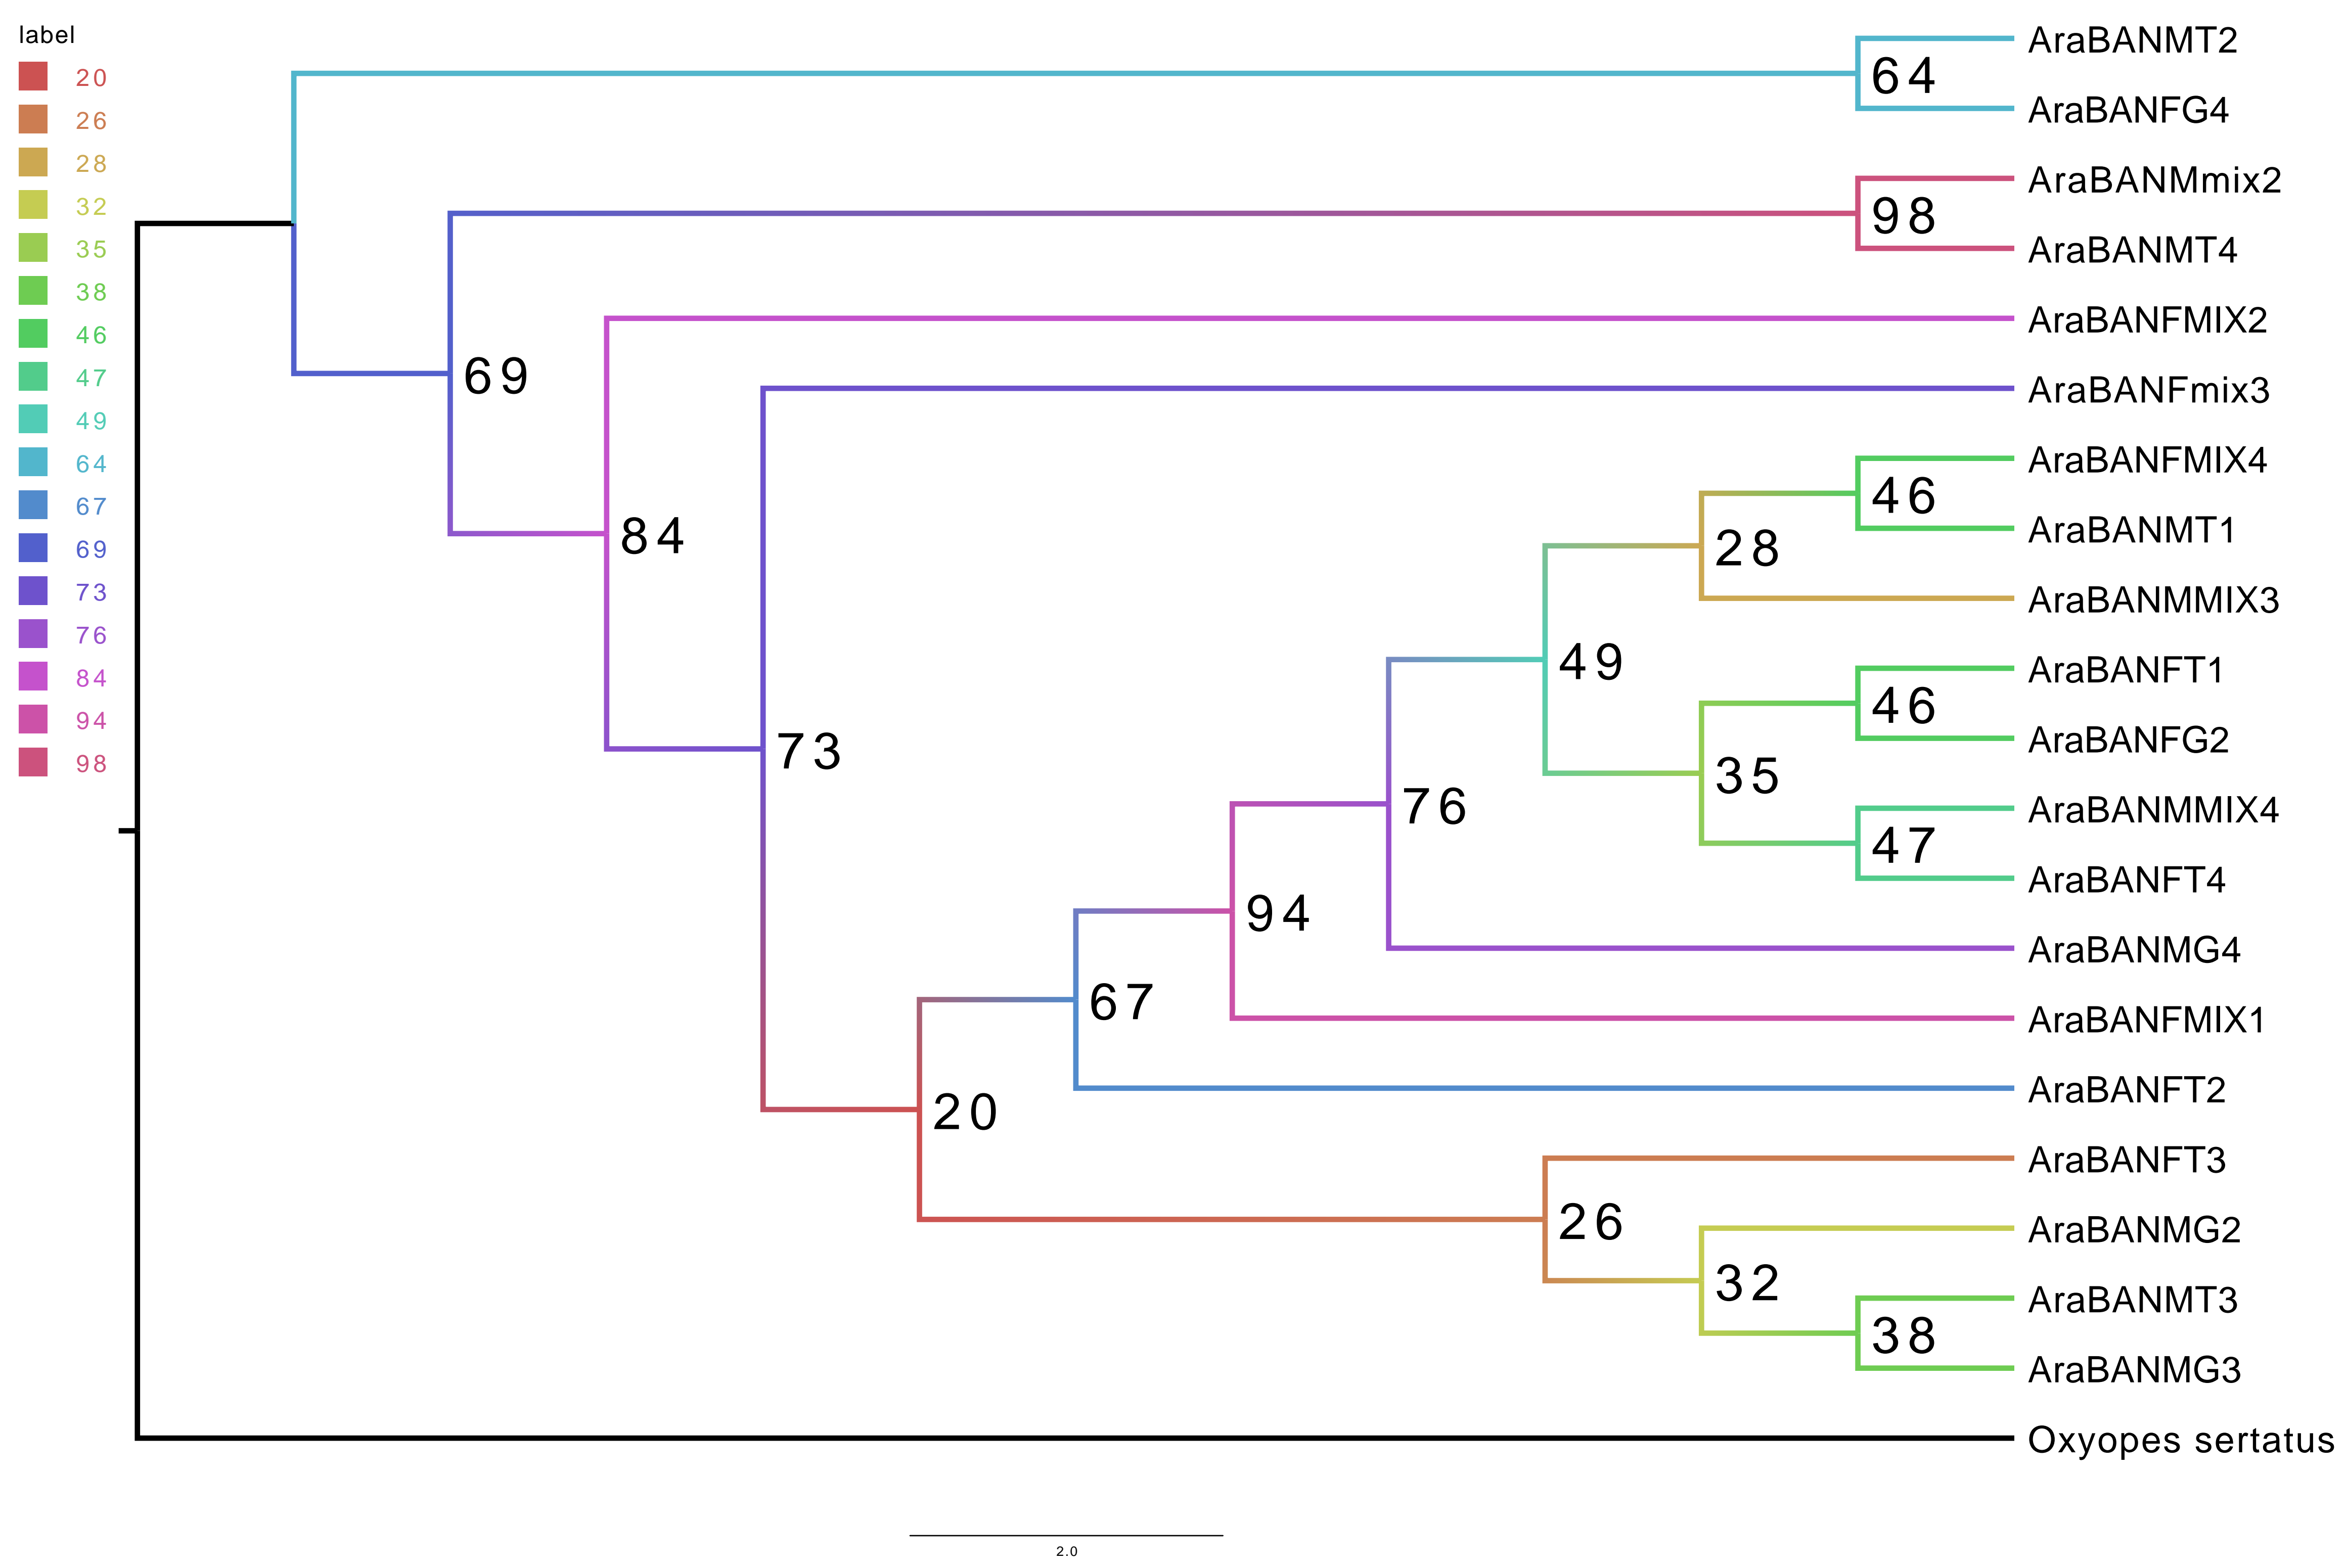 label
20
26
28
32
35
38
46
47
49
64
67
69
73
76
84
94
98
AraBANMT2
64
AraBANFG4
AraBANMmix2
98
AraBANMT4
AraBANFMIX2
69
AraBANFmix3
AraBANFMIX4
46
AraBANMT1
84
28
AraBANMMIX3
49
AraBANFT1
46
AraBANFG2
73
35
76
AraBANMMIX4
47
AraBANFT4
94
AraBANMG4
67
AraBANFMIX1
AraBANFT2
20
AraBANFT3
26
AraBANMG2
32
AraBANMT3
38
AraBANMG3
Oxyopes sertatus
2.0